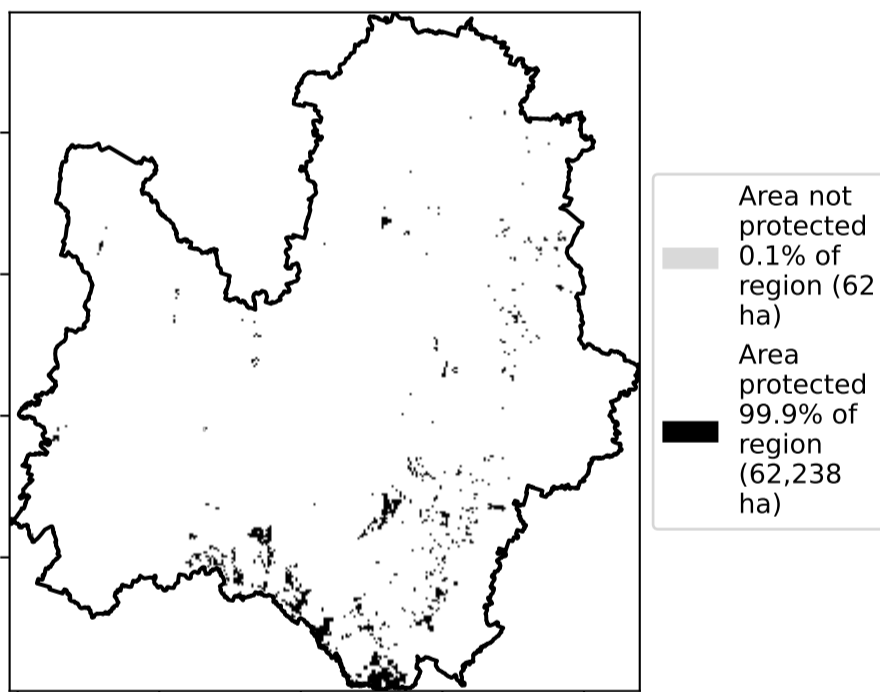 Area not
protected
0.1% of
region (62
ha)
Area
protected
99.9% of
region
(62,238
ha)